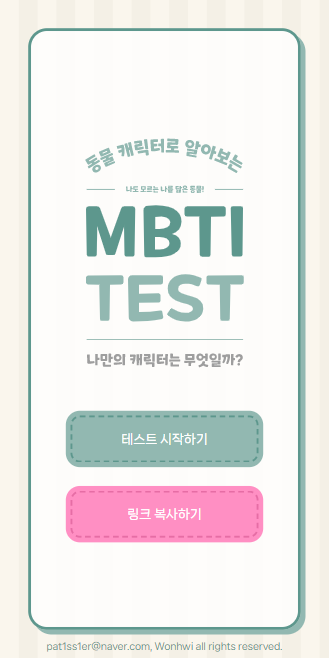 동물 캐릭터로 알아보는
나도 모르는 나를 닮은 동물!
MBTI
TEST
나만의 캐릭터는 무엇일까?
테스트 시작하기
링크 복사하기
pat1ss1er@naver.com, Wonhwi all rights reserved.